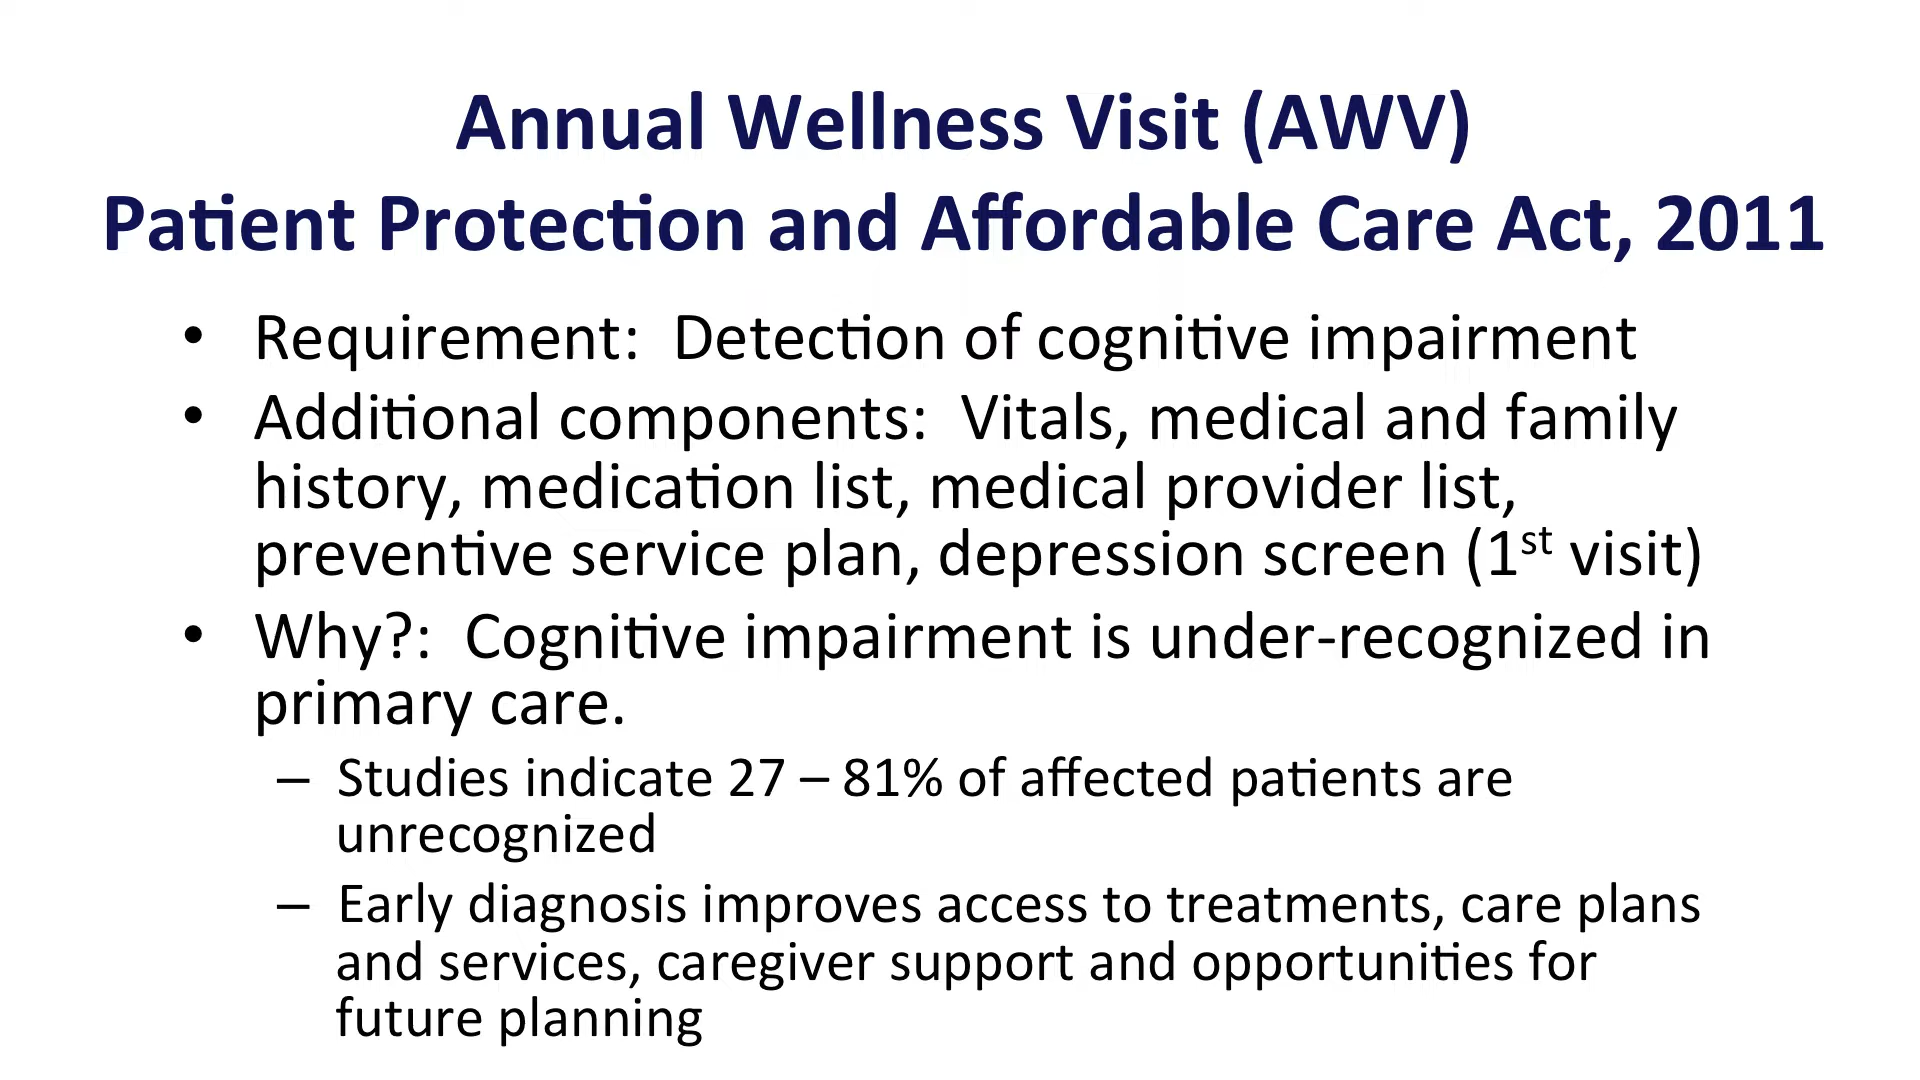 Annual Wellness Visit (AWV)
Patient Protection and Affordable Care Act, 2011
• Requirement:  Detection of cognitive impairment
• Additional components:  Vitals, medical and family
history, medication list, medical provider list,
preventive service plan, depression screen (1st visit)
• Why?:  Cognitive impairment is under-recognized in
primary care.
– Studies indicate 27 – 81% of affected patients are
unrecognized
– Early diagnosis improves access to treatments, care plans
and services, caregiver support and opportunities for
future planning